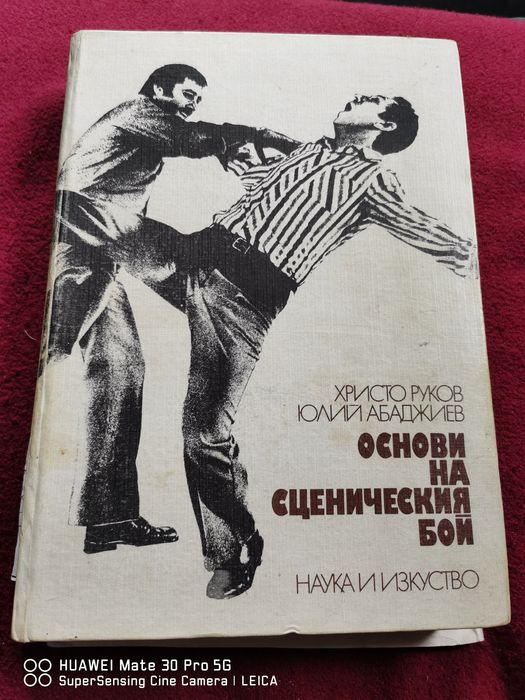 ХРИСТО РУКОВ
ЮЛИЙ АБАДЖИЕВ
ОСНОВИ
НА
СЦЕНИЧЕСКИЯ
БОЙ
НАУКА И ИЗКУСТВО
HUAWEI Mate 30 Pro 5G
SuperSensing Cine Camera | LEICA